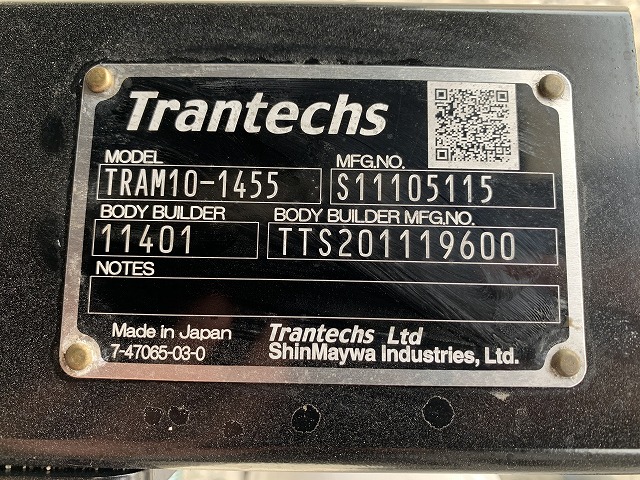 Trantechs
MODEL MFG.NO.
TRAM10-1455 S11105115
BODY BUILDER BODY BUILDER MFG.NO.
11401 TTS201119600
NOTES
Made in Japan Trantechs Ltd
7-47065-03-0 ShinMaywa Industries, Ltd.